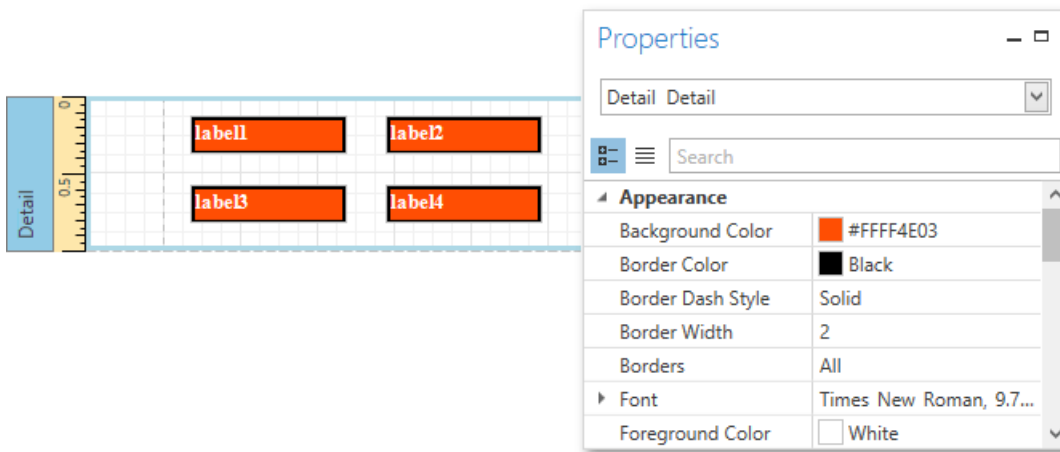 Properties
Detail Detail
Search
Appearance
Background Color #FFFF4E03
Border Color Black
Border Dash Style Solid
Border Width 2
Borders All
Font Times New Roman, 9.7...
Foreground Color White
Detail
0
0.5
label1 label2
label3 label4